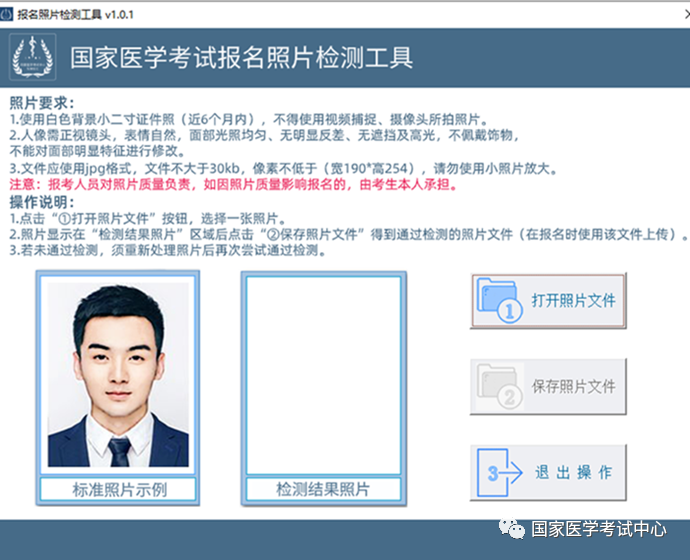 报名照片检测工具 v1.0.1
国家医学考试报名照片检测工具
照片要求：
1.使用白色背景小二寸证件照（近6个月内），不得使用视频捕捉、摄像头所拍照片。
2.人像需正视镜头，表情自然，面部光照均匀、无明显反差、无遮挡及高光，不佩戴饰物，
不能对面部明显特征进行修改。
3.文件应使用jpg格式，文件不大于30kb，像素不低于（宽190*高254），请勿使用小照片放大。
注意：报考人员对照片质量负责，如因照片质量影响报名的，由考生本人承担。
操作说明：
1.点击“①打开照片文件”按钮，选择一张照片。
2.照片显示在“检测结果照片”区域后点击“②保存照片文件”得到通过检测的照片文件（在报名时使用该文件上传）。
3.若未通过检测，须重新处理照片后再次尝试通过检测。
1 打开照片文件
2 保存照片文件
3 退出操作
标准照片示例
检测结果照片
国家医学考试中心